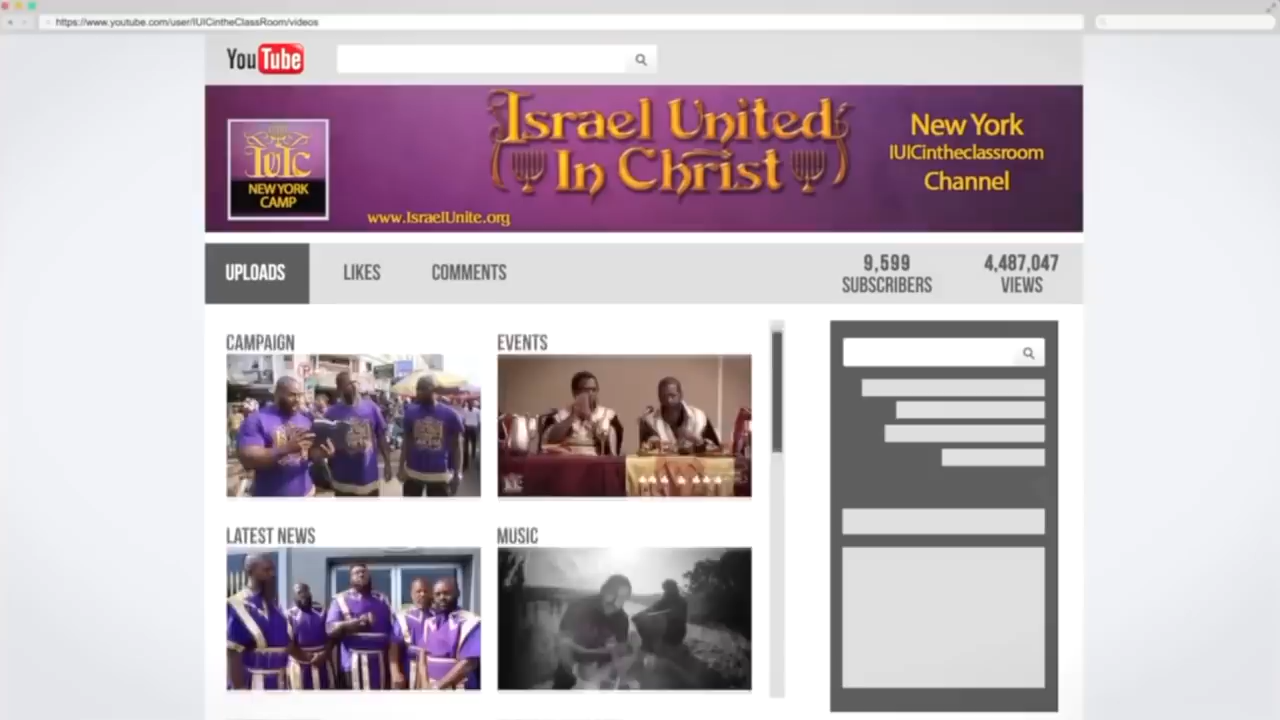 https://www.youtube.com/user/IUICintheClassRoom/videos
YouTube
Israel United
In Christ
IUIC
NEW YORK
CAMP
www.IsraelUnite.org
New York
IUICintheclassroom
Channel
UPLOADS
LIKES
COMMENTS
9,599
SUBSCRIBERS
4,487,047
VIEWS
CAMPAIGN
EVENTS
LATEST NEWS
MUSIC